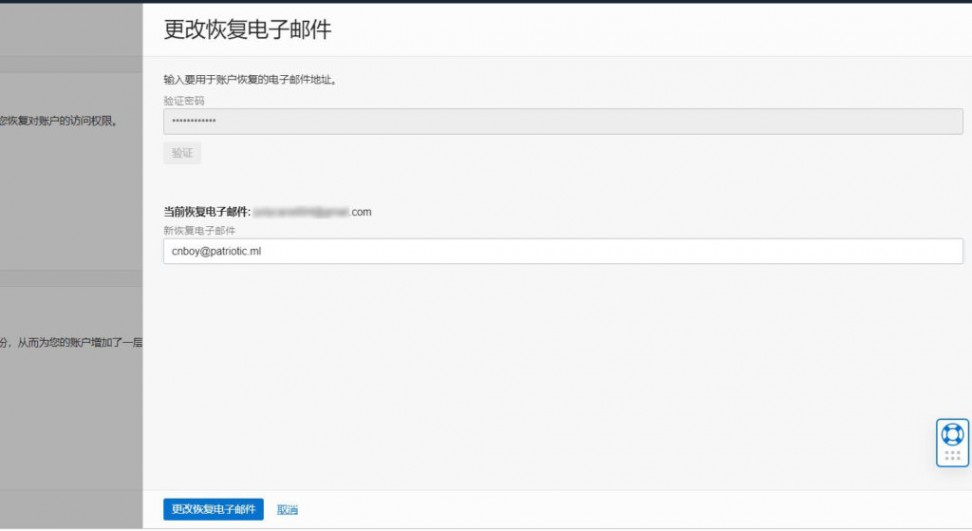 更改恢复电子邮件
输入要用于账户恢复的电子邮件地址。
验证密码
您恢复对账户的访问权限。
••••••••••••
验证
当前恢复电子邮件: .com
新恢复电子邮件
cnboy@patriotic.ml
份，从而为您的账户增加了一层
更改恢复电子邮件 取消